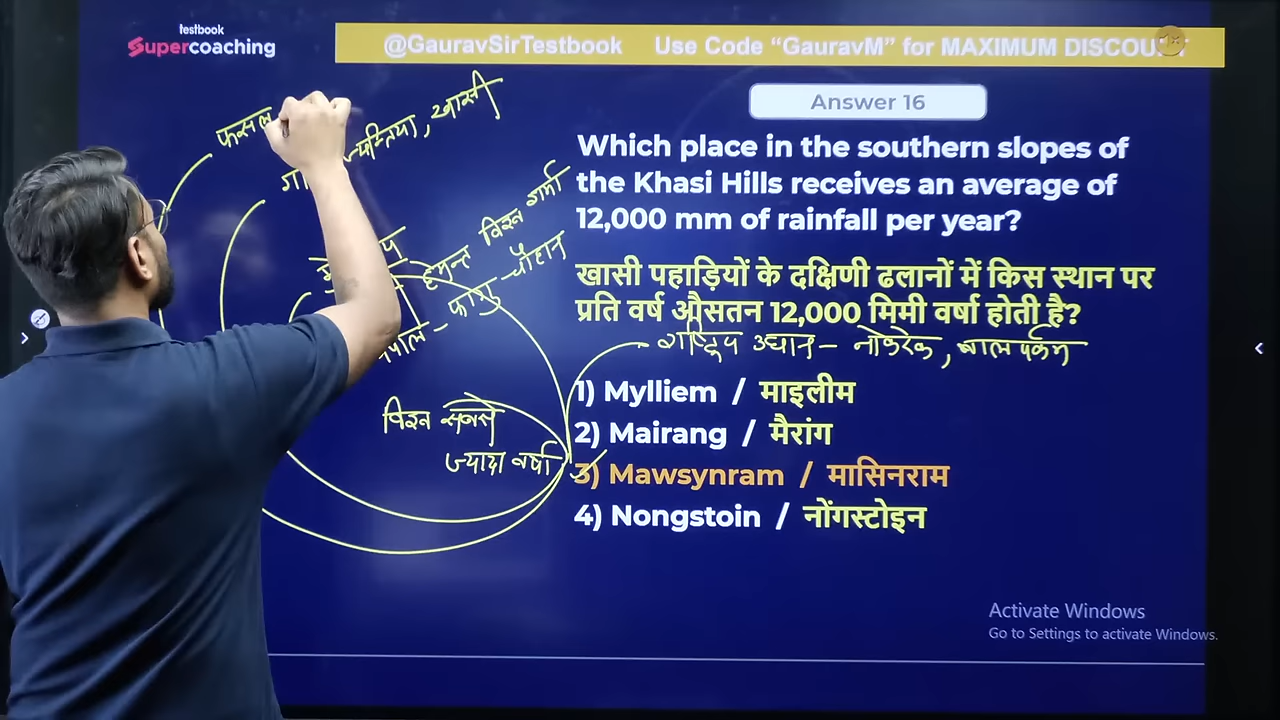 testbook
Supercoaching
@GauravSirTestbook Use Code “GauravM” for MAXIMUM DISCOUNT
Answer 16
Which place in the southern slopes of
the Khasi Hills receives an average of
12,000 mm of rainfall per year?
खासी पहाड़ियों के दक्षिणी ढलानों में किस स्थान पर
प्रति वर्ष औसतन 12,000 मिमी वर्षा होती है?
उद्यान – नोकरेक,
1) Mylliem / माइलीम
2) Mairang / मैरांग
3) Mawsynram / मासिनराम
4) Nongstoin / नोंगस्टोइन
फसल
खासी
चौहान
ज्यादा वर्षा
Activate Windows
Go to Settings to activate Windows.